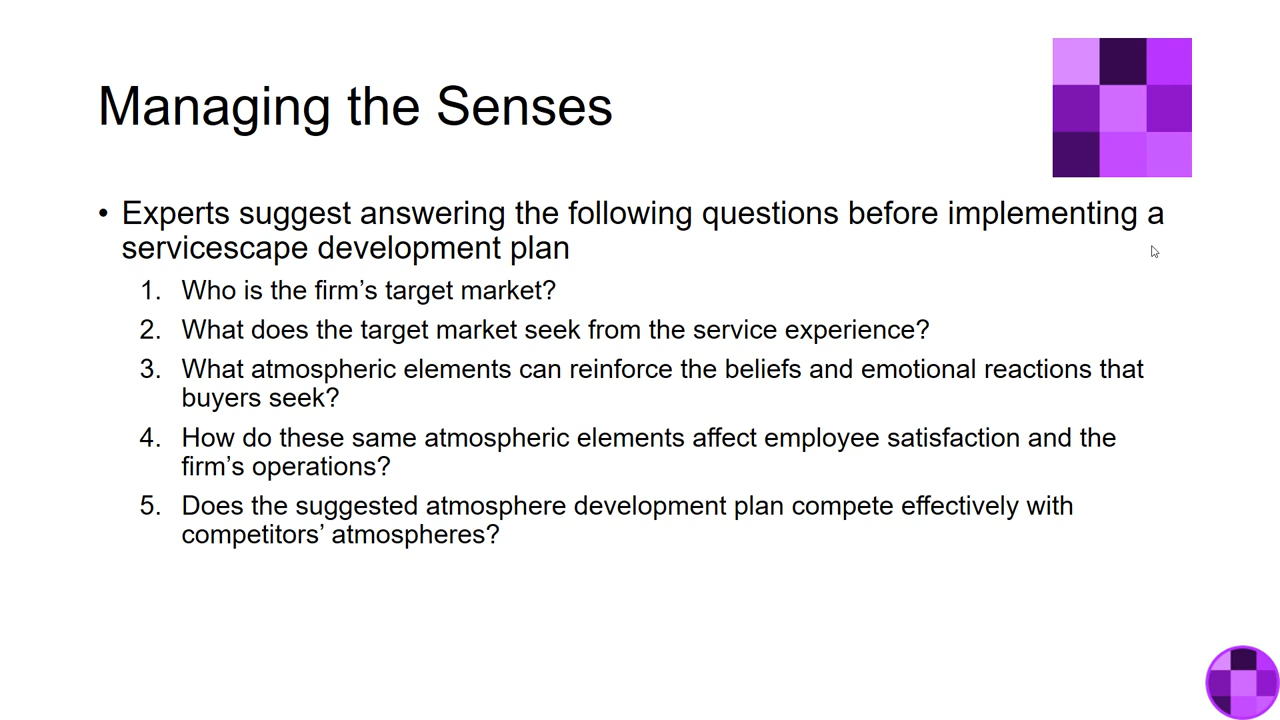 Managing the Senses
• Experts suggest answering the following questions before implementing a
servicescape development plan
1. Who is the firm’s target market?
2. What does the target market seek from the service experience?
3. What atmospheric elements can reinforce the beliefs and emotional reactions that
buyers seek?
4. How do these same atmospheric elements affect employee satisfaction and the
firm’s operations?
5. Does the suggested atmosphere development plan compete effectively with
competitors’ atmospheres?